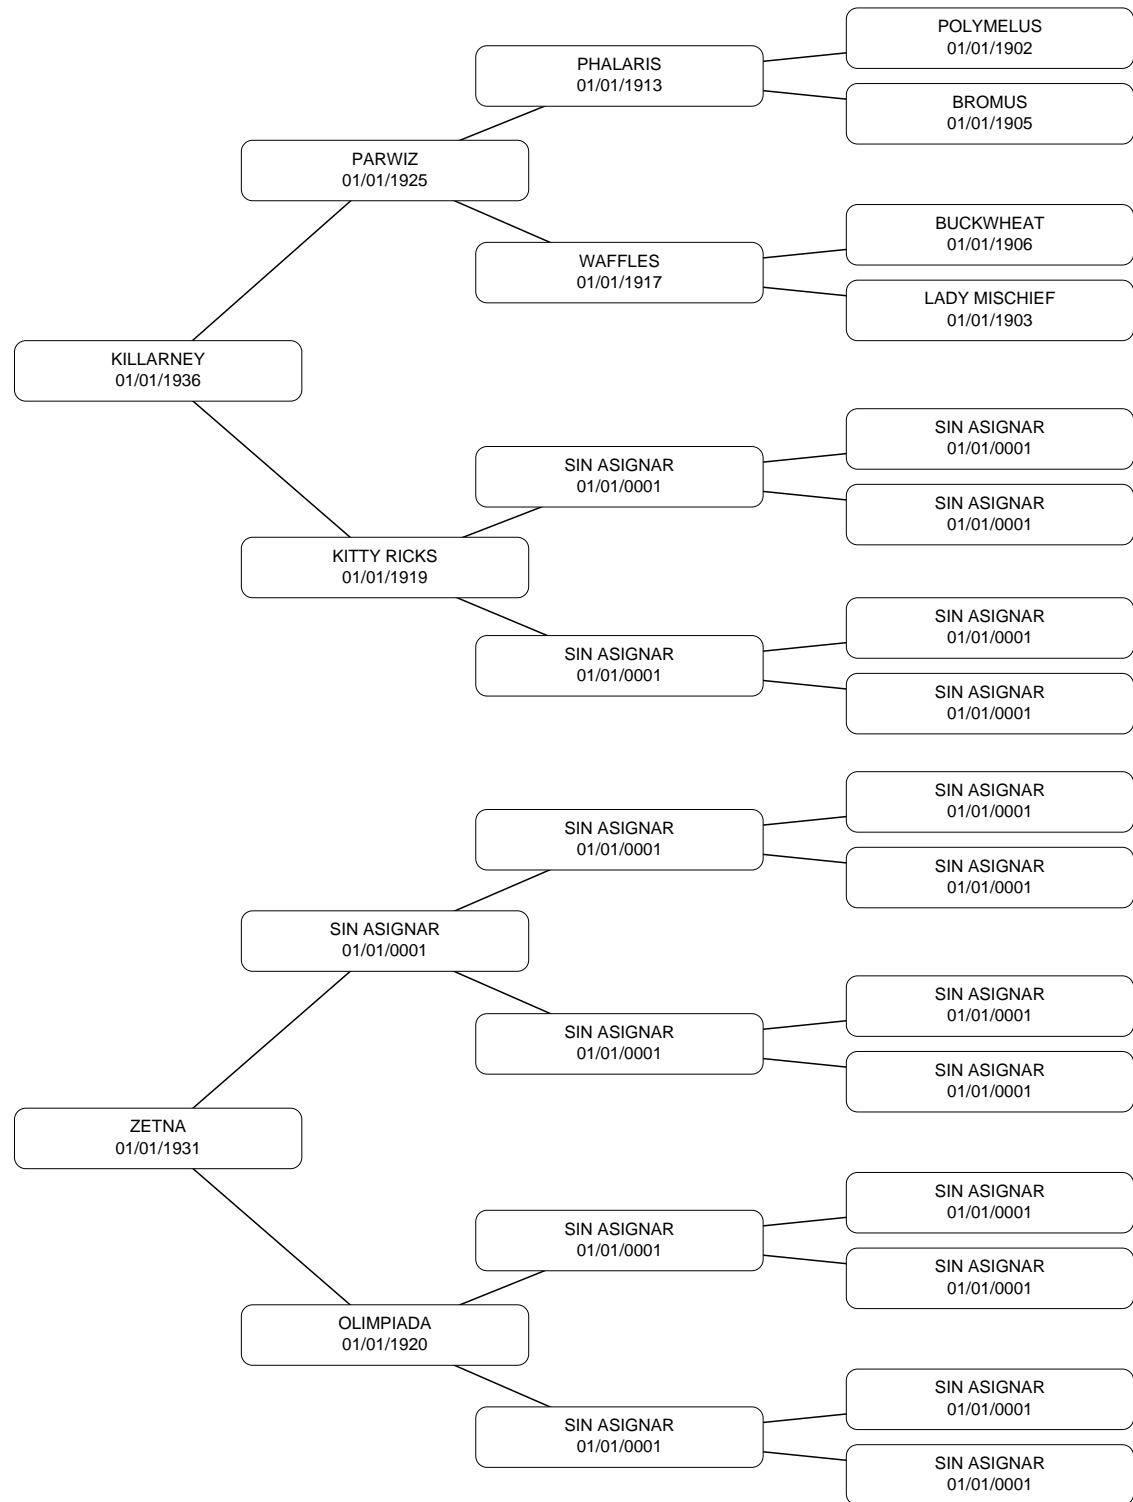 POLYMELUS
01/01/1902
PHALARIS
01/01/1913
BROMUS
01/01/1905
PARWIZ
01/01/1925
BUCKWHEAT
01/01/1906
WAFFLES
01/01/1917
LADY MISCHIEF
01/01/1903
KILLARNEY
01/01/1936
SIN ASIGNAR
01/01/0001
SIN ASIGNAR
01/01/0001
SIN ASIGNAR
01/01/0001
KITTY RICKS
01/01/1919
SIN ASIGNAR
01/01/0001
SIN ASIGNAR
01/01/0001
SIN ASIGNAR
01/01/0001
SIN ASIGNAR
01/01/0001
SIN ASIGNAR
01/01/0001
SIN ASIGNAR
01/01/0001
SIN ASIGNAR
01/01/0001
SIN ASIGNAR
01/01/0001
SIN ASIGNAR
01/01/0001
SIN ASIGNAR
01/01/0001
ZETNA
01/01/1931
SIN ASIGNAR
01/01/0001
SIN ASIGNAR
01/01/0001
SIN ASIGNAR
01/01/0001
OLIMPIADA
01/01/1920
SIN ASIGNAR
01/01/0001
SIN ASIGNAR
01/01/0001
SIN ASIGNAR
01/01/0001